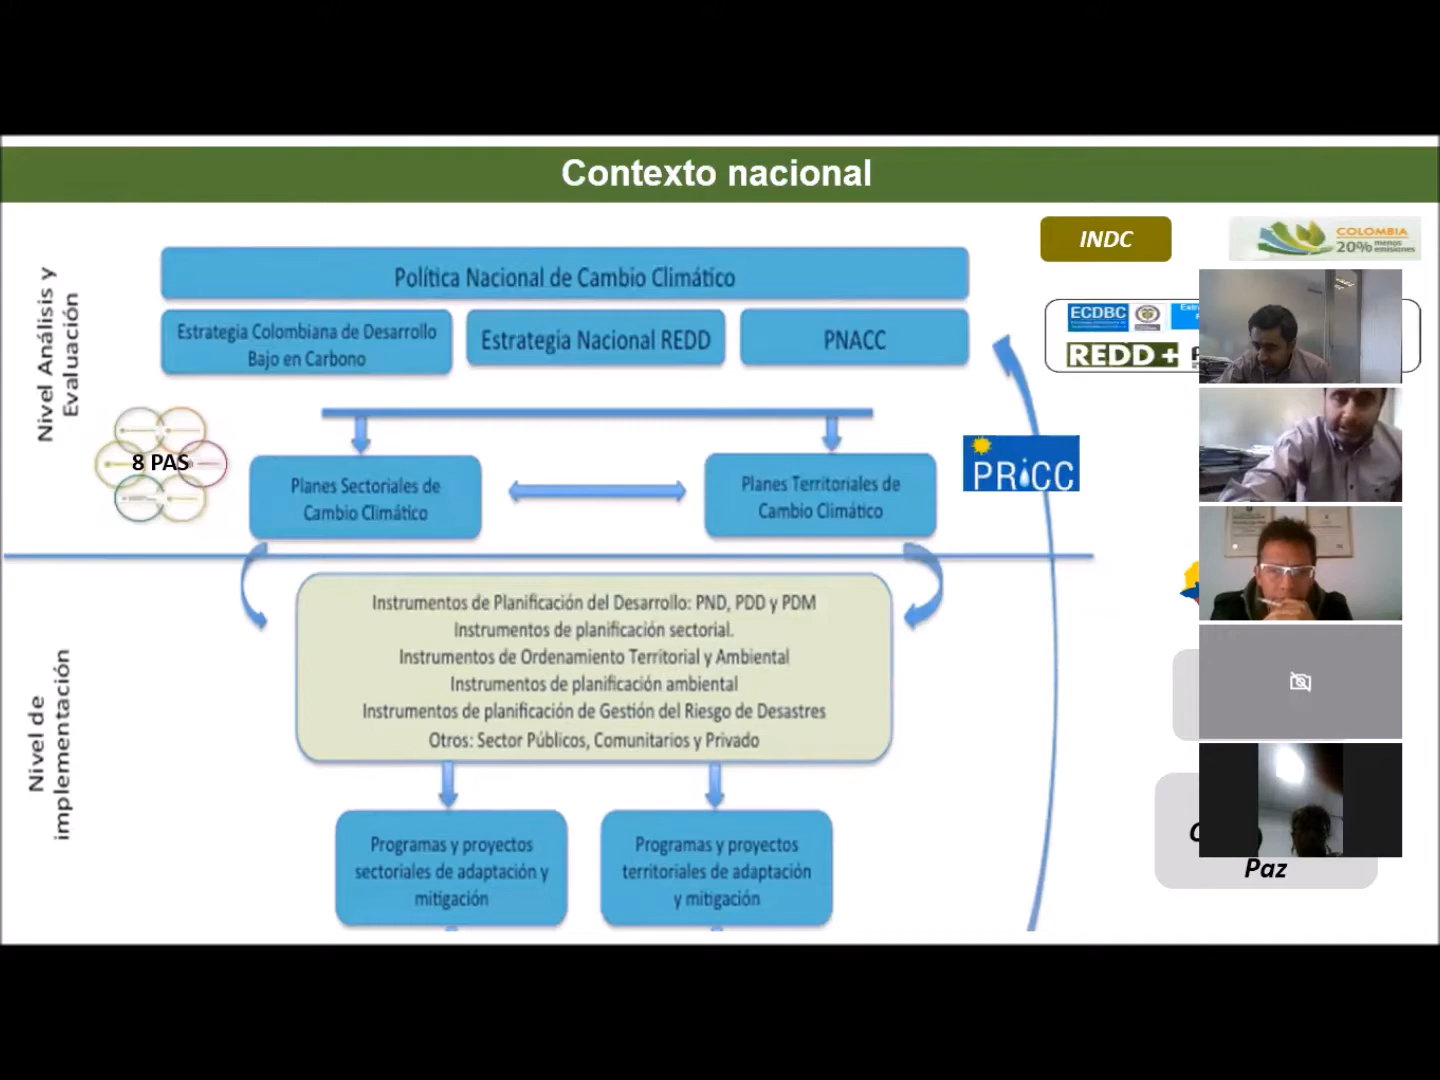 Contexto nacional
INDC
COLOMBIA
20% menos
emisiones
Nivel Análisis y
Evaluación
Política Nacional de Cambio Climático
Estrategia Colombiana de Desarrollo
Bajo en Carbono
Estrategia Nacional REDD
PNACC
ECDBC
REDD+
8 PAS
Planes Sectoriales de
Cambio Climático
Planes Territoriales de
Cambio Climático
PRiCC
Nivel de
implementación
Instrumentos de Planificación del Desarrollo: PND, PDD y PDM
Instrumentos de planificación sectorial.
Instrumentos de Ordenamiento Territorial y Ambiental
Instrumentos de planificación ambiental
Instrumentos de planificación de Gestión del Riesgo de Desastres
Otros: Sector Públicos, Comunitarios y Privado
Programas y proyectos
sectoriales de adaptación y
mitigación
Programas y proyectos
territoriales de adaptación
y mitigación
Paz